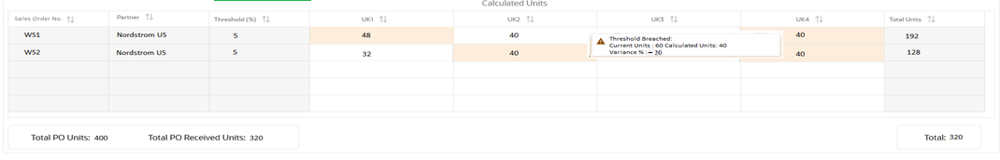 Calculated Units
Sales Order No. Partner Threshold (%) UK1 UK2 UK3 UK4 Total Units
WS1 Nordstrom US 5 48 40 40 192
Threshold Breached:
Current Units : 60 Calculated Units: 40
Variance % : – 20
WS2 Nordstrom US 5 32 40 40 128
Total PO Units: 400 Total PO Received Units: 320 Total: 320